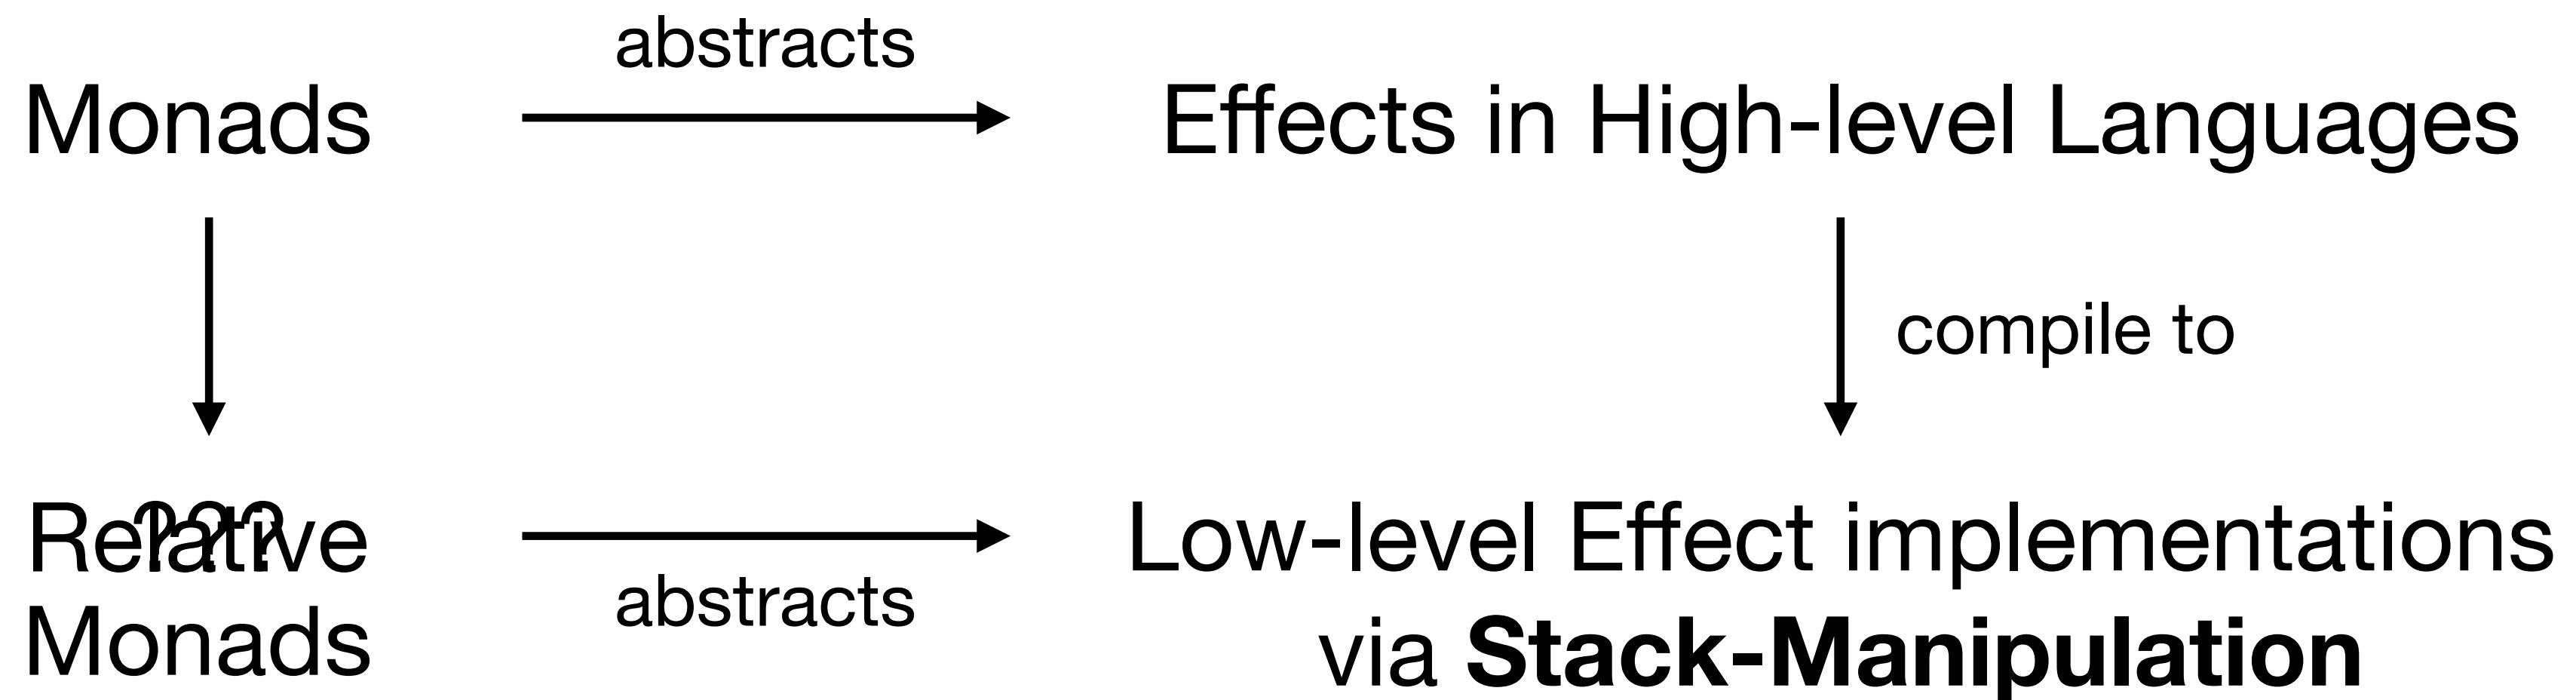 abstracts
Monads
Effects in High-level Languages
compile to
???
Relative
Monads
abstracts
Low-level Effect implementations
via Stack-Manipulation